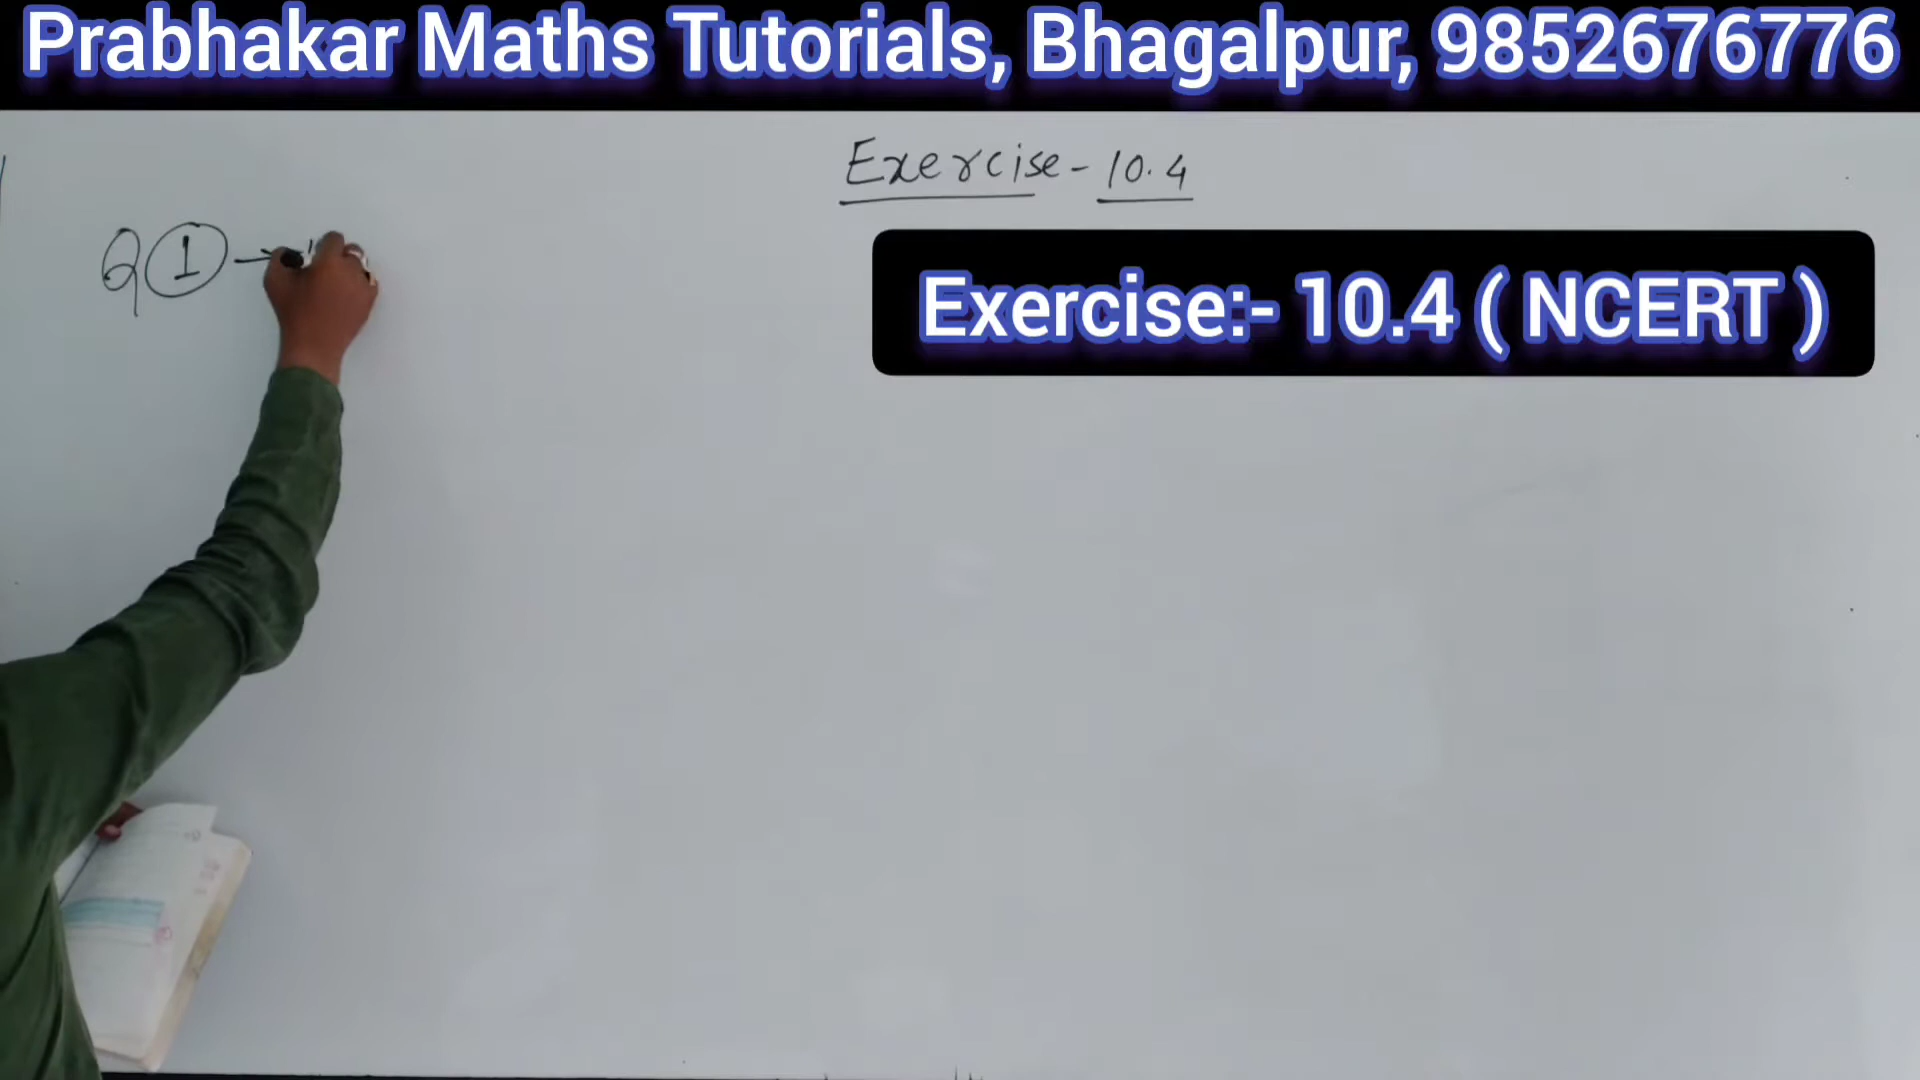 Prabhakar Maths Tutorials, Bhagalpur, 9852676776
Exercise - 10.4
Q 1 →
Exercise:- 10.4 ( NCERT )